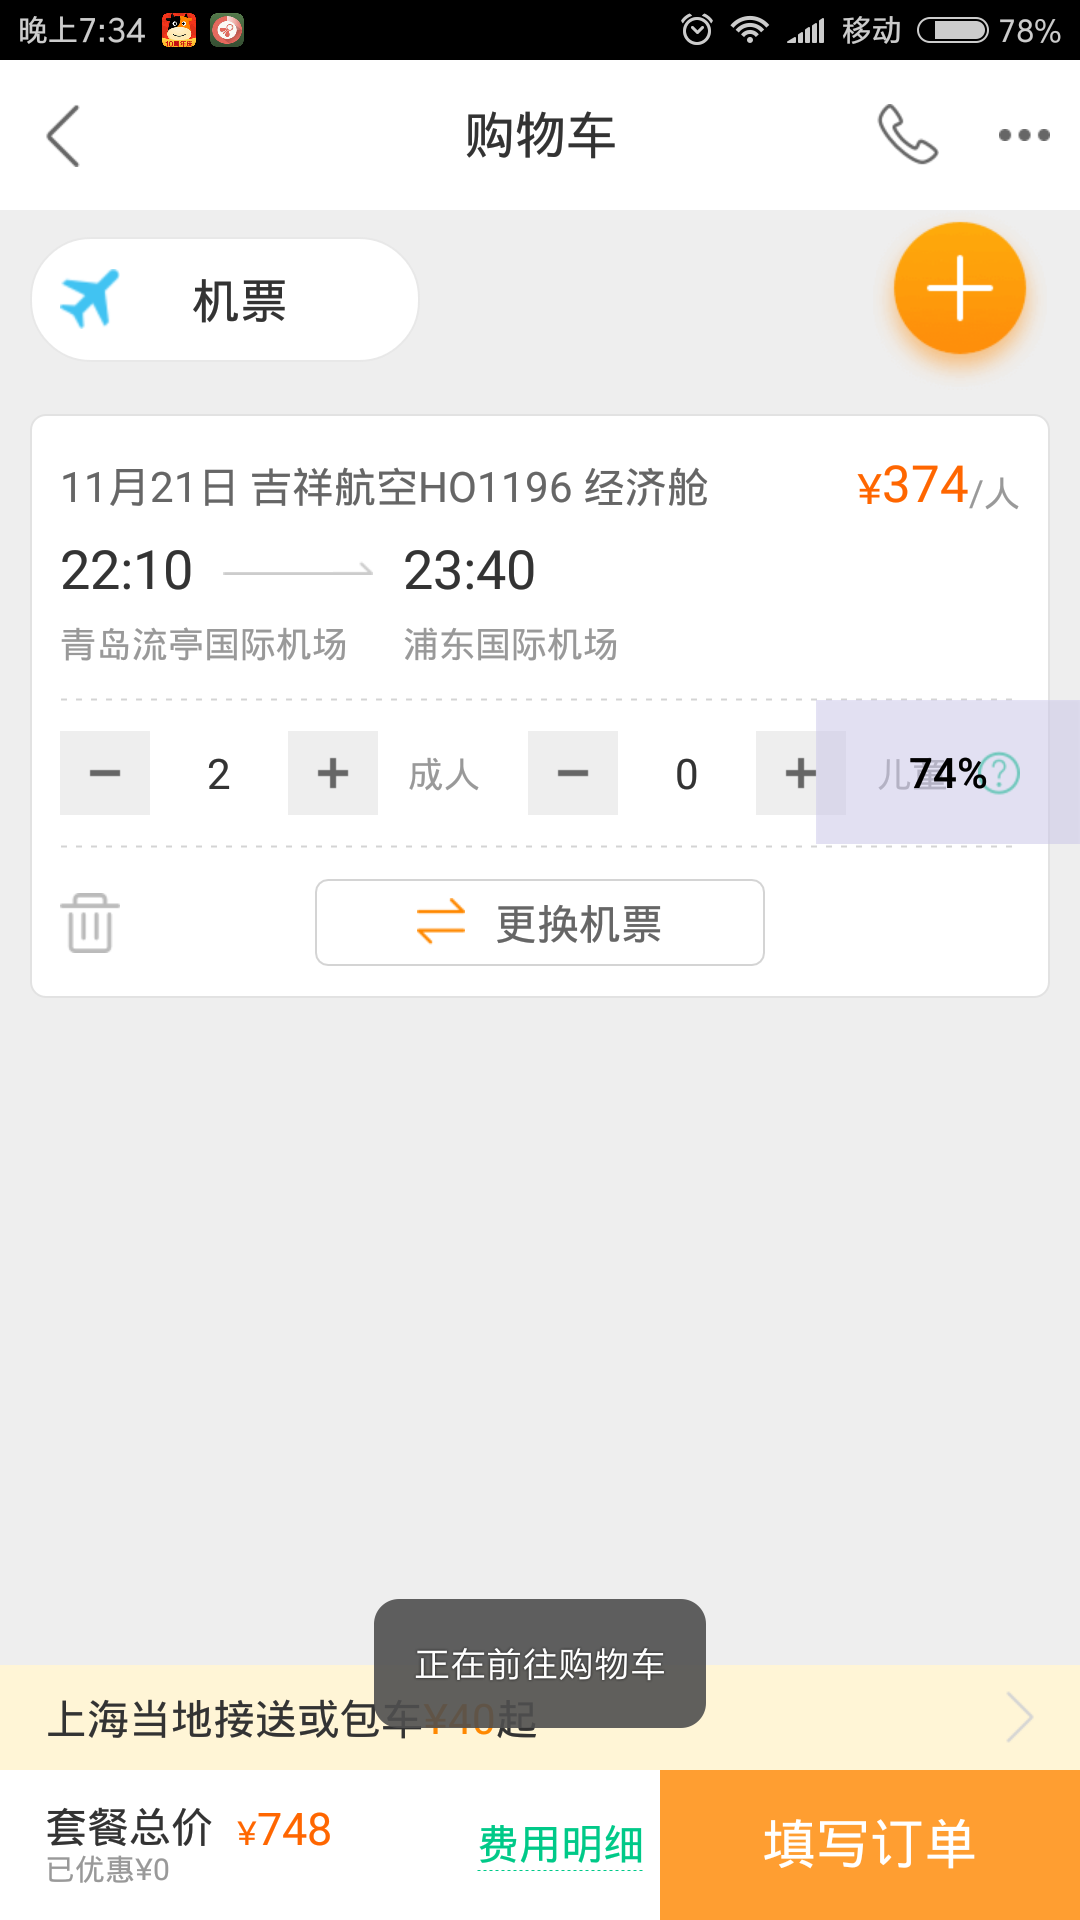 晚上7:34 移动 78%
购物车
机票
11月21日 吉祥航空HO1196 经济舱 ¥374/人
22:10 23:40
青岛流亭国际机场 浦东国际机场
2 成人 0 儿童 74% ?
更换机票
正在前往购物车
上海当地接送或包车¥40起
套餐总价 ¥748
已优惠¥0
费用明细
填写订单